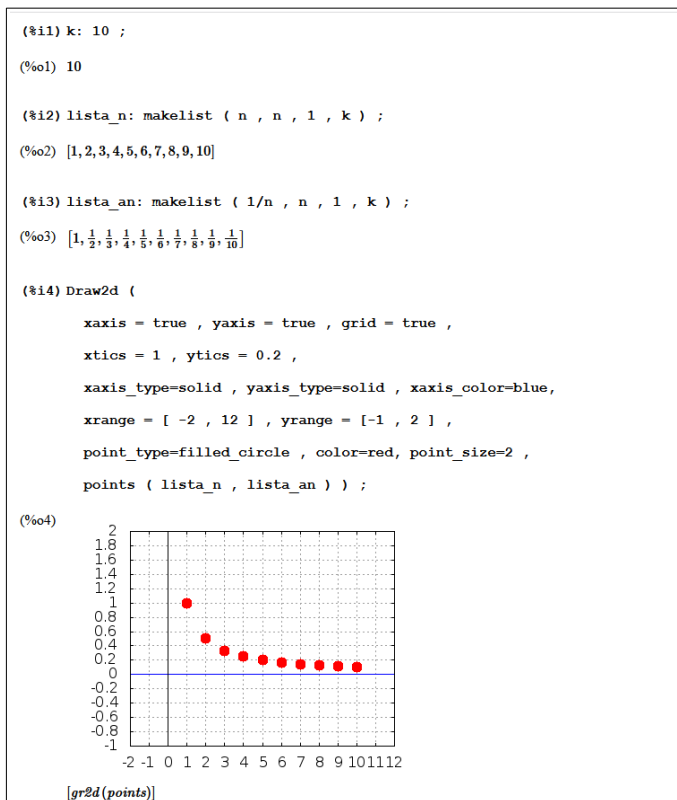 (%i1) k: 10 ;
(%o1) 10
(%i2) lista_n: makelist ( n , n , 1 , k ) ;
(%o2) [1,2,3,4,5,6,7,8,9,10]
(%i3) lista_an: makelist ( 1/n , n , 1 , k ) ;
(%o3) [1, 1/2, 1/3, 1/4, 1/5, 1/6, 1/7, 1/8, 1/9, 1/10]
(%i4) Draw2d (
xaxis = true , yaxis = true , grid = true ,
xtics = 1 , ytics = 0.2 ,
xaxis_type=solid , yaxis_type=solid , xaxis_color=blue,
xrange = [ -2 , 12 ] , yrange = [-1 , 2 ] ,
point_type=filled_circle , color=red, point_size=2 ,
points ( lista_n , lista_an ) ) ;
(%o4)
2
1.8
1.6
1.4
1.2
1
0.8
0.6
0.4
0.2
0
-0.2
-0.4
-0.6
-0.8
-1
-2 -1 0 1 2 3 4 5 6 7 8 9 10 11 12
[gr2d(points)]